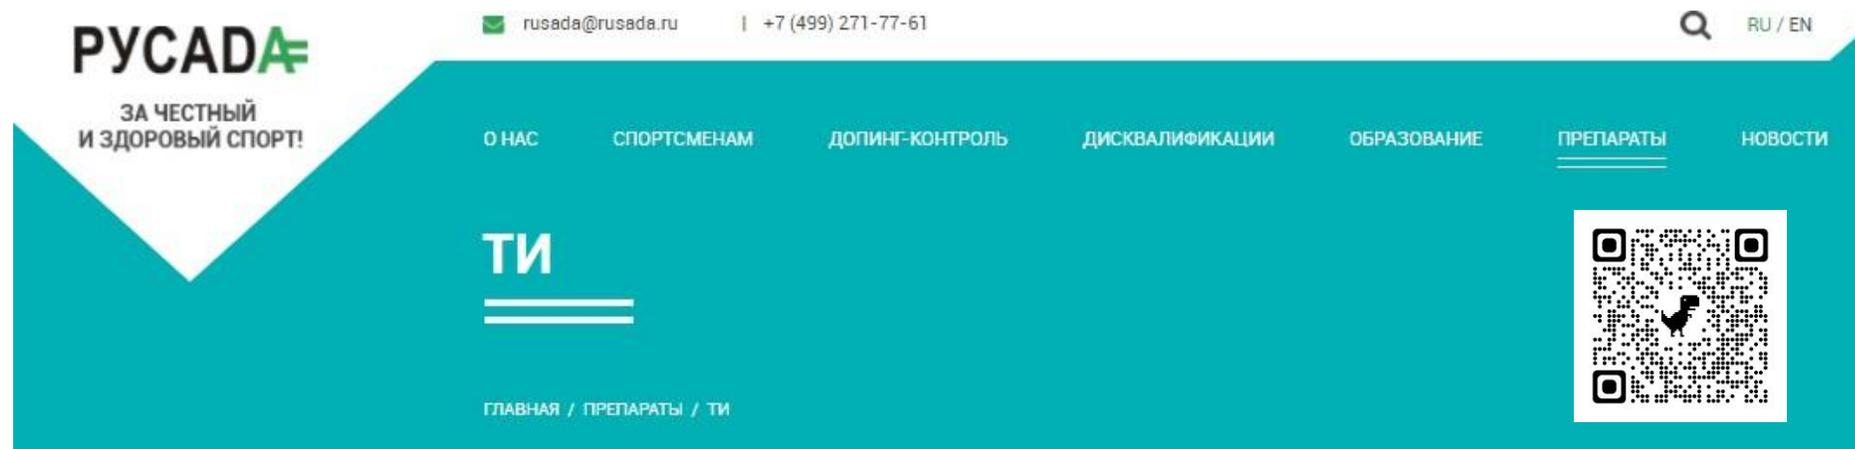 РУСАДА
ЗА ЧЕСТНЫЙ
И ЗДОРОВЫЙ СПОРТ!
rusada@rusada.ru | +7 (499) 271-77-61
RU / EN
О НАС СПОРТСМЕНАМ ДОПИНГ-КОНТРОЛЬ ДИСКВАЛИФИКАЦИИ ОБРАЗОВАНИЕ ПРЕПАРАТЫ НОВОСТИ
ТИ
ГЛАВНАЯ / ПРЕПАРАТЫ / ТИ